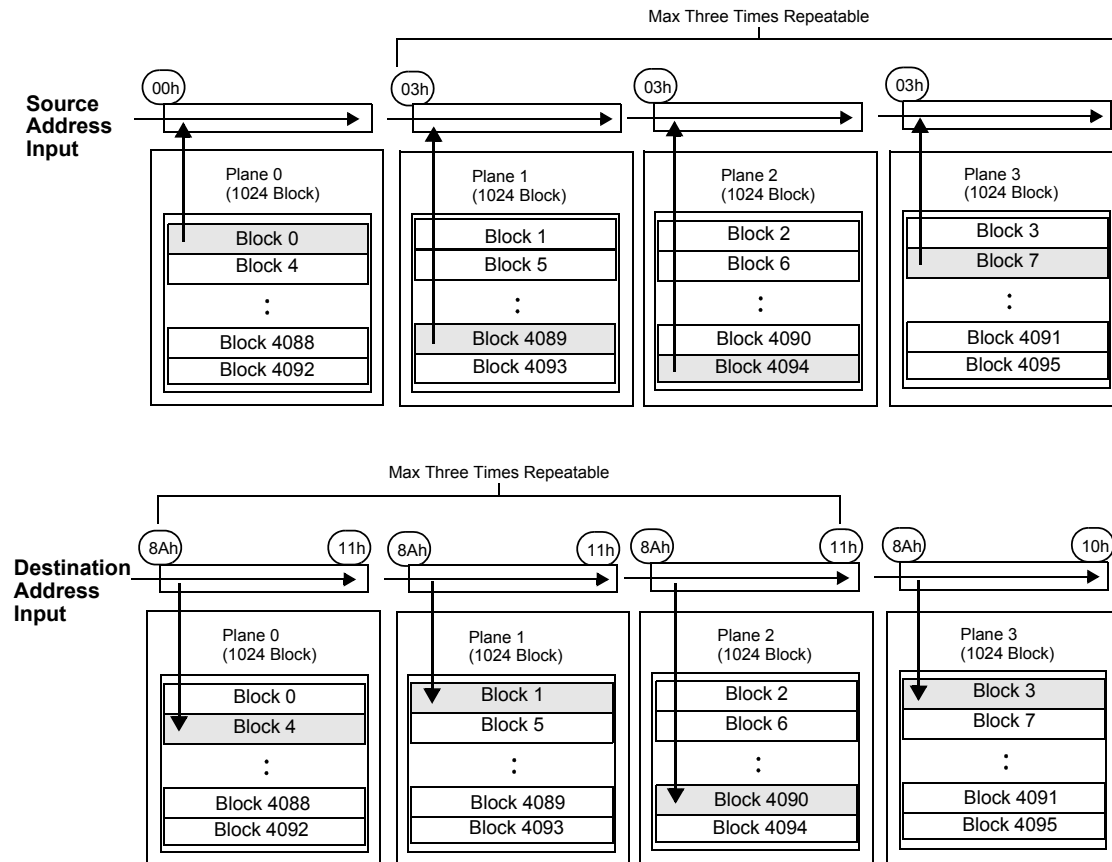 Max Three Times Repeatable
Source
Address
Input
00h
03h
03h
03h
Plane 0
(1024 Block)
Block 0
Block 4
:
Block 4088
Block 4092
Plane 1
(1024 Block)
Block 1
Block 5
:
Block 4089
Block 4093
Plane 2
(1024 Block)
Block 2
Block 6
:
Block 4090
Block 4094
Plane 3
(1024 Block)
Block 3
Block 7
:
Block 4091
Block 4095
Max Three Times Repeatable
Destination
Address
Input
8Ah
11h
8Ah
11h
8Ah
11h
8Ah
10h
Plane 0
(1024 Block)
Block 0
Block 4
:
Block 4088
Block 4092
Plane 1
(1024 Block)
Block 1
Block 5
:
Block 4089
Block 4093
Plane 2
(1024 Block)
Block 2
Block 6
:
Block 4090
Block 4094
Plane 3
(1024 Block)
Block 3
Block 7
:
Block 4091
Block 4095